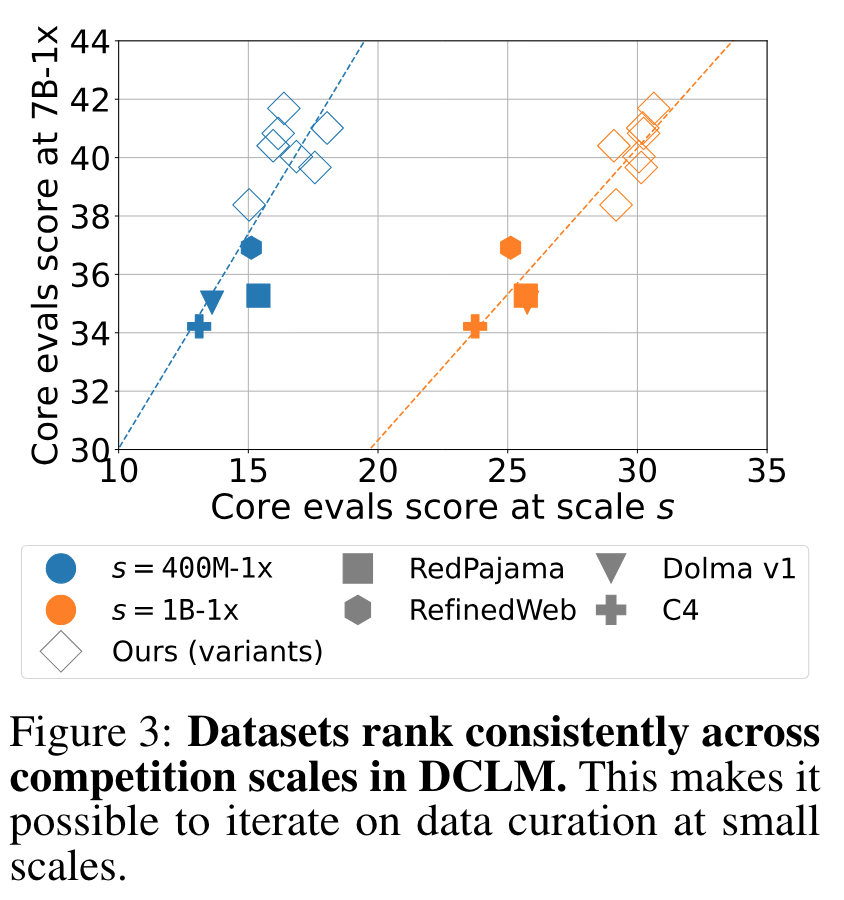 44
42
40
38
36
34
32
30
Core evals score at 7B-1x
10 15 20 25 30 35
Core evals score at scale s
s = 400M-1x RedPajama Dolma v1
s = 1B-1x RefinedWeb C4
Ours (variants)
Figure 3: Datasets rank consistently across
competition scales in DCLM. This makes it
possible to iterate on data curation at small
scales.